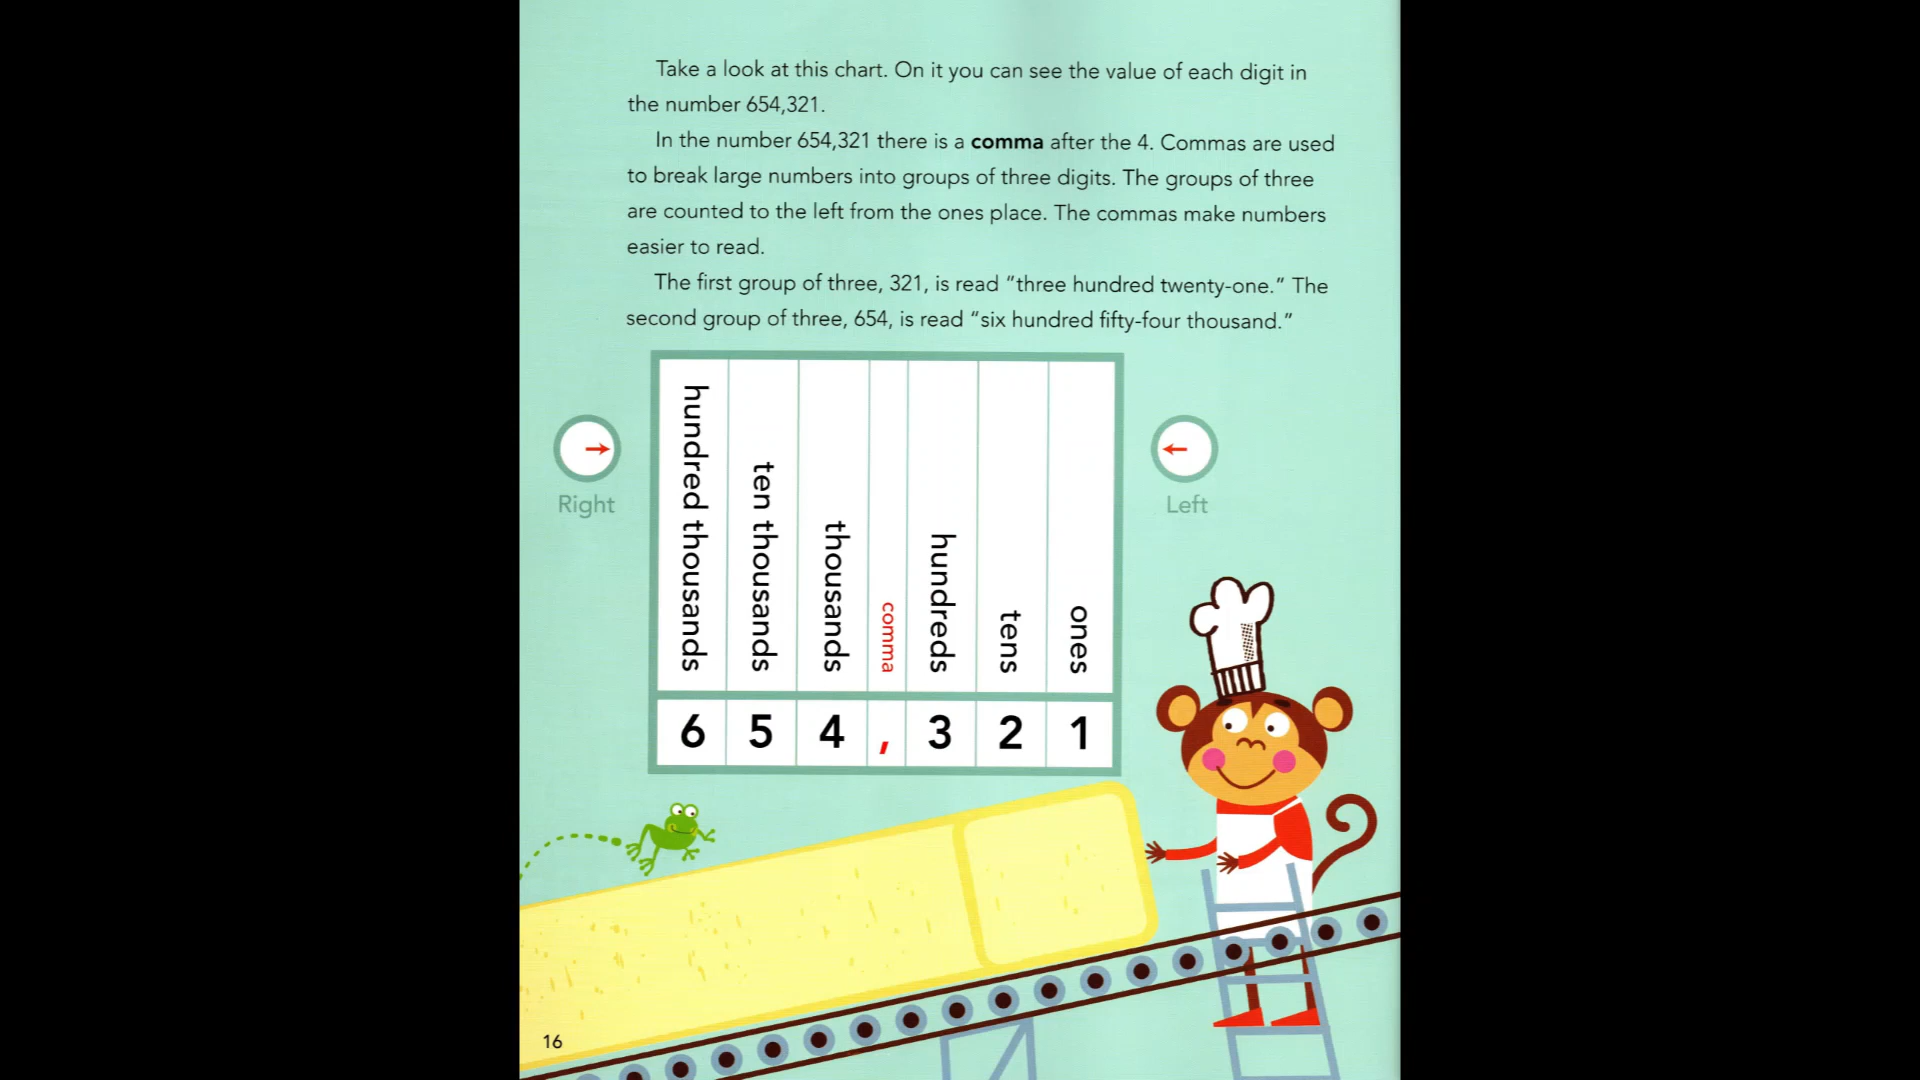 Take a look at this chart. On it you can see the value of each digit in
the number 654,321.
In the number 654,321 there is a comma after the 4. Commas are used
to break large numbers into groups of three digits. The groups of three
are counted to the left from the ones place. The commas make numbers
easier to read.
The first group of three, 321, is read “three hundred twenty-one.” The
second group of three, 654, is read “six hundred fifty-four thousand.”
Right
hundred thousands
ten thousands
thousands
comma
hundreds
tens
ones
Left
6 5 4 , 3 2 1
16